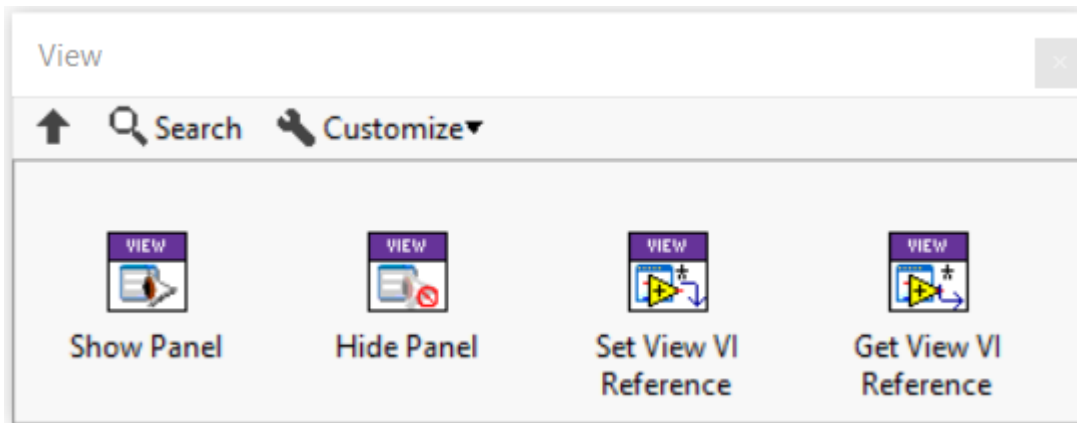 View
Search Customize
VIEW VIEW VIEW VIEW
Show Panel Hide Panel Set View VI Reference Get View VI Reference